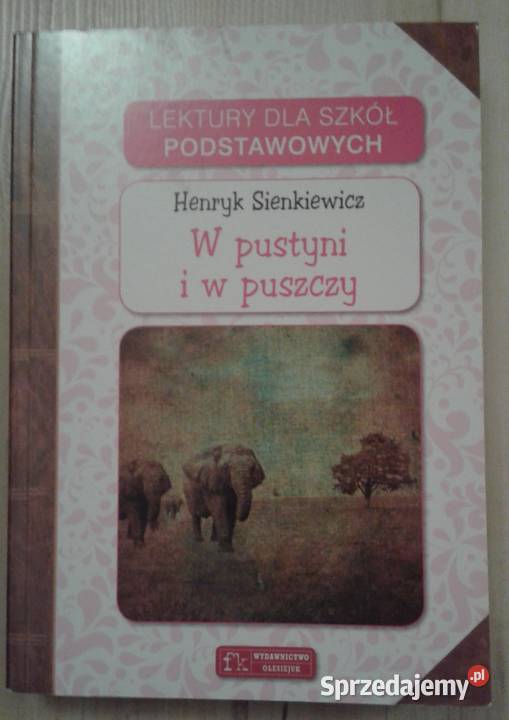 LEKTURY DLA SZKÓŁ
PODSTAWOWYCH
Henryk Sienkiewicz
W pustyni
i w puszczy
fk WYDAWNICTWO
OLESIEJUK
Sprzedajemy.pl